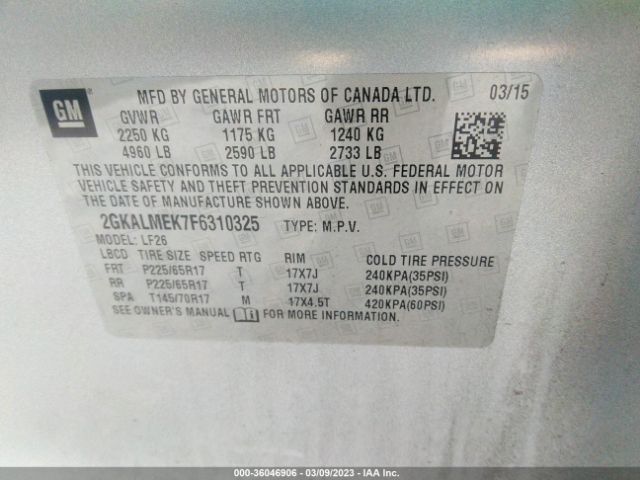 GM
MFD BY GENERAL MOTORS OF CANADA LTD. 03/15
GVWR GAWR FRT GAWR RR
2250 KG 1175 KG 1240 KG
4960 LB 2590 LB 2733 LB
THIS VEHICLE CONFORMS TO ALL APPLICABLE U.S. FEDERAL MOTOR
VEHICLE SAFETY AND THEFT PREVENTION STANDARDS IN EFFECT ON
THE DATE OF MANUFACTURE SHOWN ABOVE.
2GKALMEK7F6310325 TYPE: M.P.V.
MODEL: LF26
LBCD TIRE SIZE SPEED RTG RIM COLD TIRE PRESSURE
FRT P225/65R17 T 17X7J 240KPA(35PSI)
RR P225/65R17 T 17X7J 240KPA(35PSI)
SPA T145/70R17 M 17X4.5T 420KPA(60PSI)
SEE OWNER'S MANUAL FOR MORE INFORMATION.
000-36046906 - 03/09/2023 - IAA Inc.